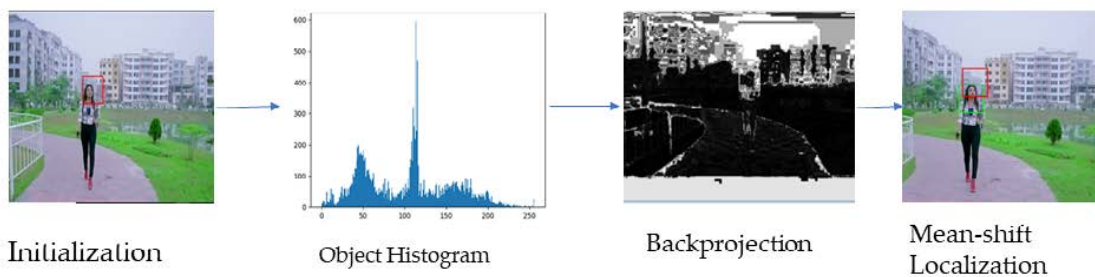 600
500
400
300
200
100
0
0 50 100 150 200 250
Initialization
Object Histogram
Backprojection
Mean-shift
Localization